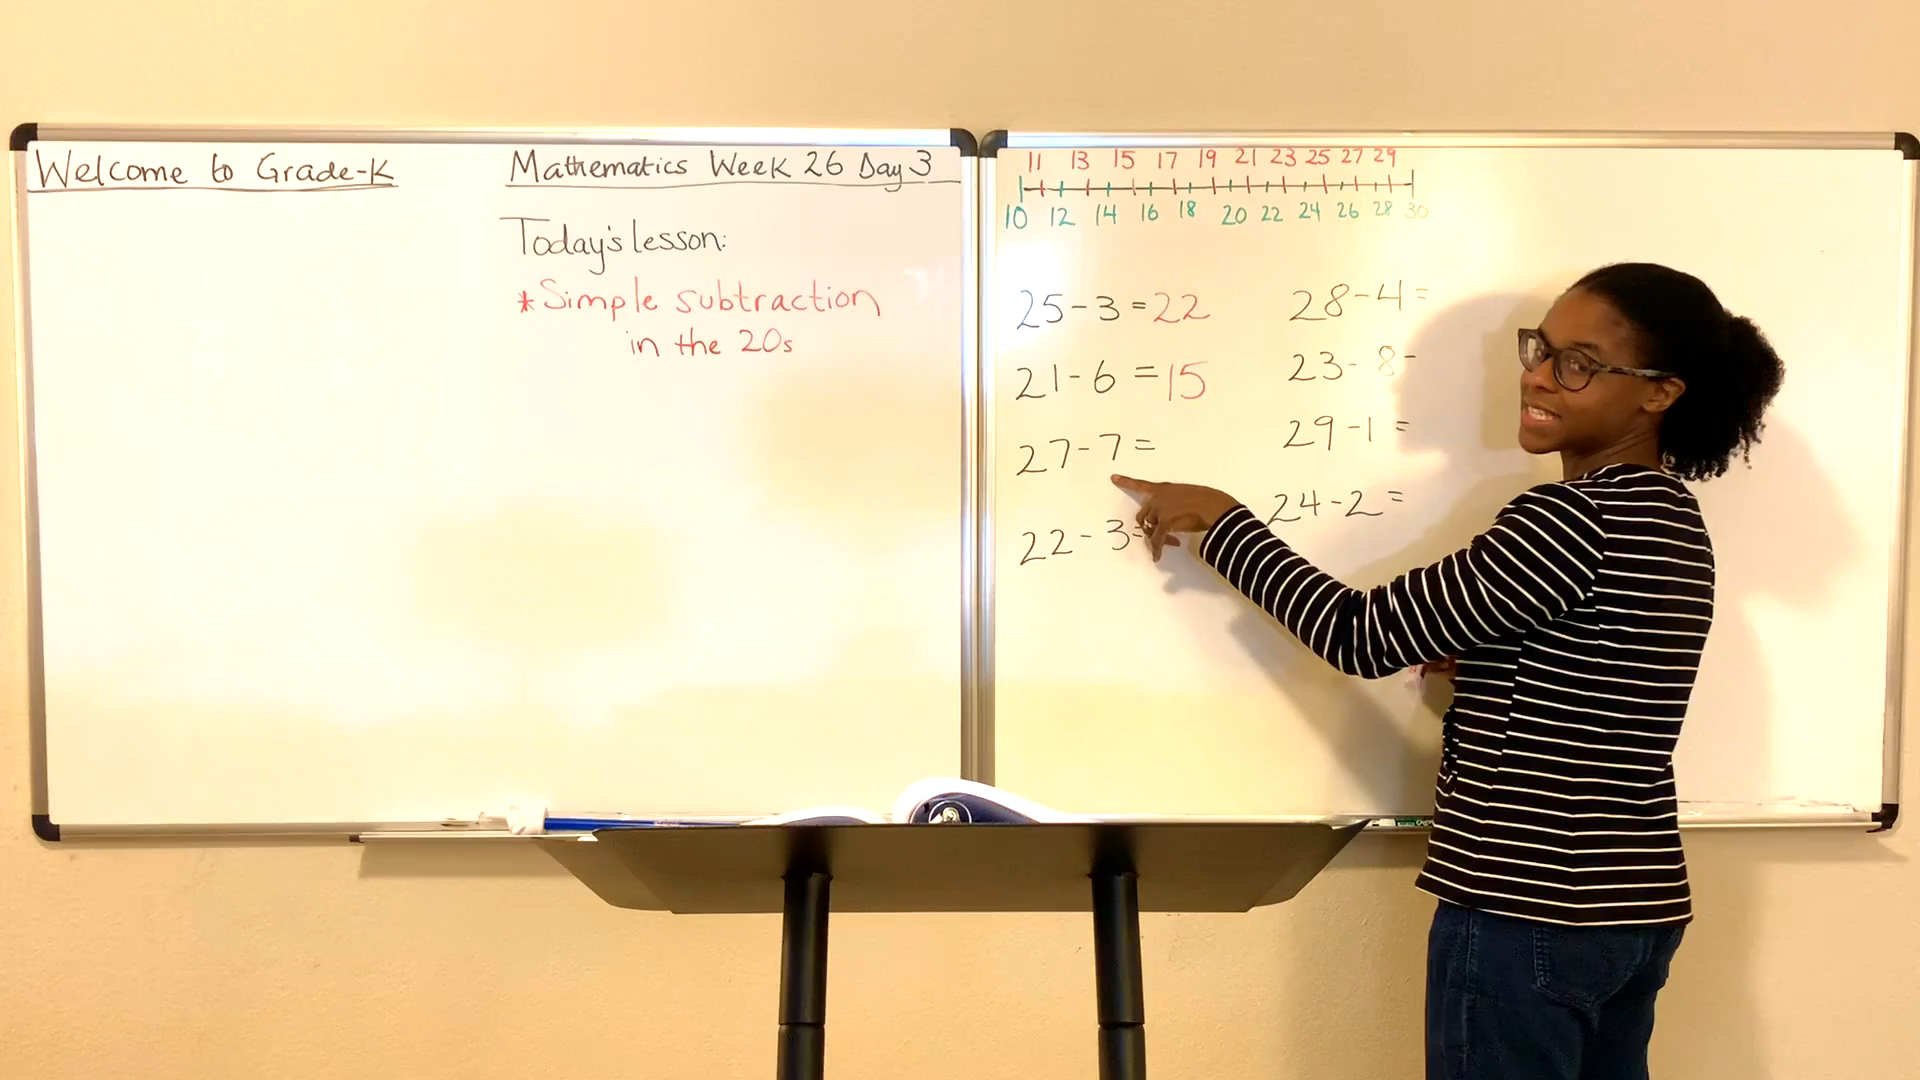 Welcome to Grade-K
Mathematics Week 26 Day 3
Today's lesson:
*Simple subtraction
in the 20s
11 13 15 17 19 21 23 25 27 29
10 12 14 16 18 20 22 24 26 28 30
25-3=22
21-6=15
27-7=
22-3=
28-4=
23-8-
29-1=
24-2=